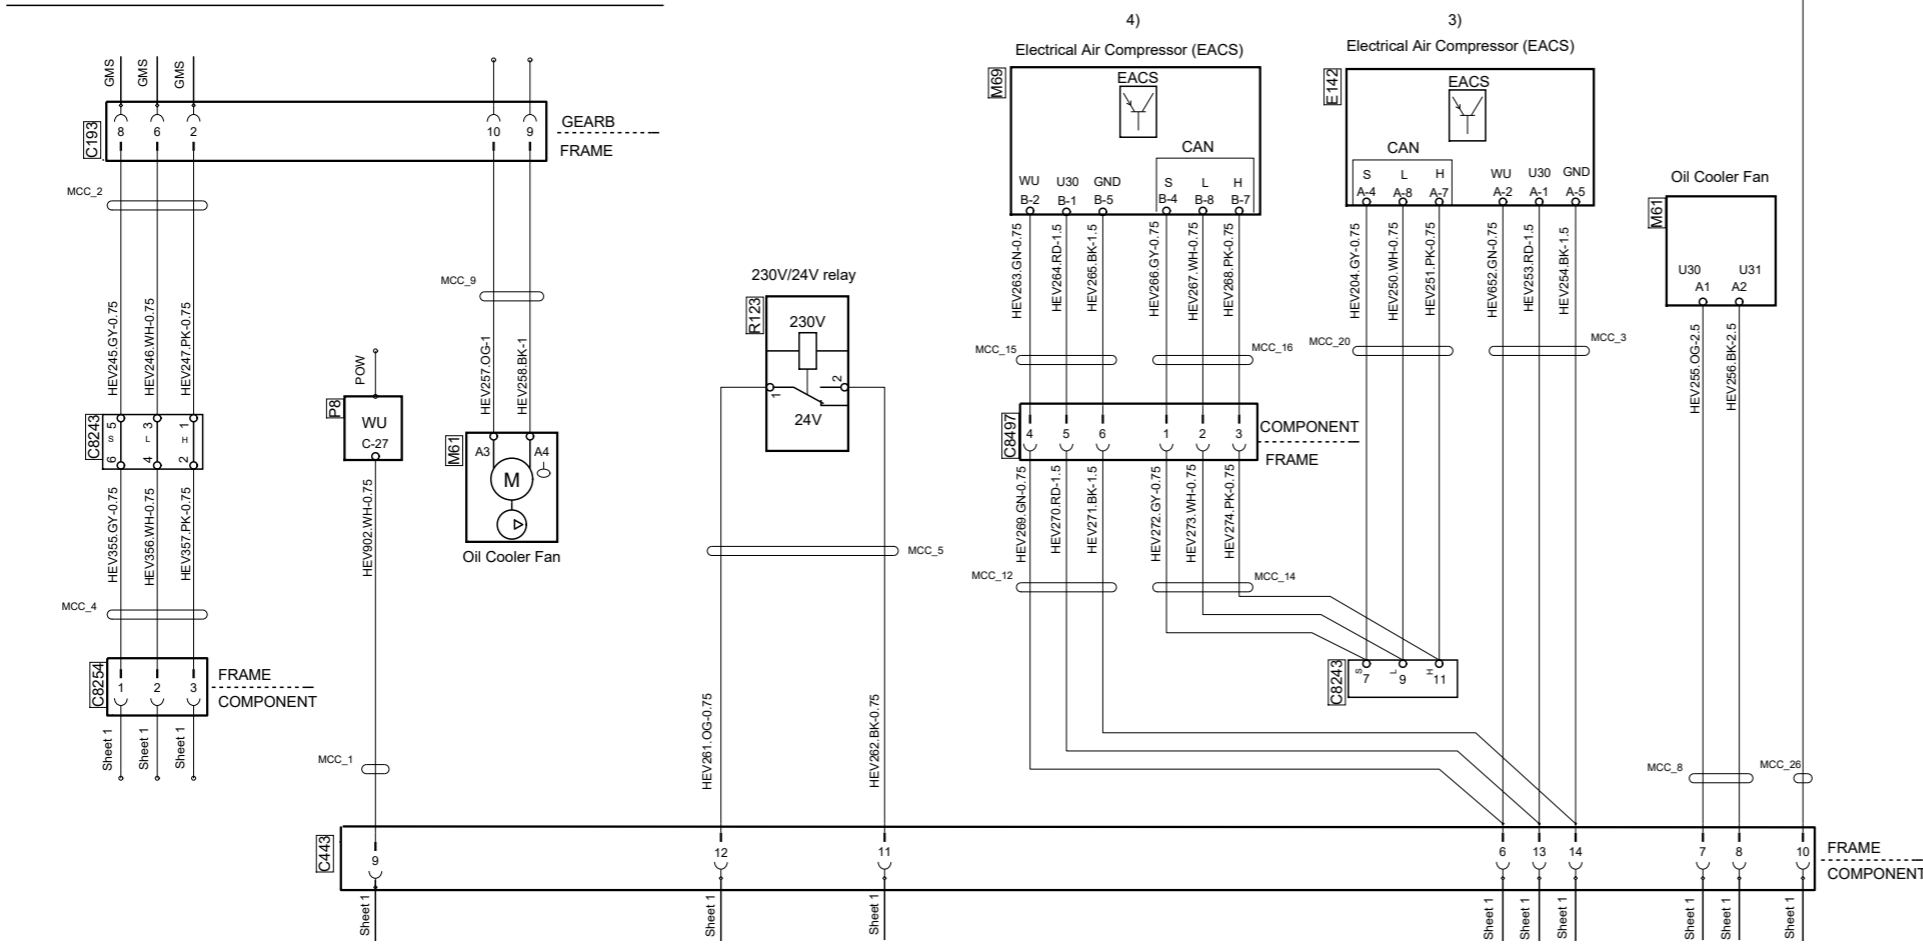 4)
3)
Electrical Air Compressor (EACS)
Electrical Air Compressor (EACS)
GMS
GMS
GMS
C193
8
6
2
10
9
GEARB
FRAME
MCC_2
HEV245.GY-0.75
HEV246.WH-0.75
HEV247.PK-0.75
C8243
5
3
1
S
L
H
6
4
2
HEV355.GY-0.75
HEV356.WH-0.75
HEV357.PK-0.75
MCC_4
C8254
1
2
3
FRAME
COMPONENT
Sheet 1
Sheet 1
Sheet 1
POW
P8
WU
C-27
HEV902.WH-0.75
MCC_1
MCC_9
HEV257.OG-1
HEV258.BK-1
M61
A3
A4
M
Oil Cooler Fan
230V/24V relay
R123
230V
1
2
24V
MCC_5
HEV261.OG-0.75
HEV262.BK-0.75
M69
EACS
CAN
WU
U30
GND
S
L
H
B-2
B-1
B-5
B-4
B-8
B-7
HEV263.GN-0.75
HEV264.RD-1.5
HEV265.BK-1.5
HEV266.GY-0.75
HEV267.WH-0.75
HEV268.PK-0.75
MCC_15
MCC_16
C8497
4
5
6
1
2
3
COMPONENT
FRAME
HEV269.GN-0.75
HEV270.RD-1.5
HEV271.BK-1.5
HEV272.GY-0.75
HEV273.WH-0.75
HEV274.PK-0.75
MCC_12
MCC_14
E142
EACS
CAN
S
L
H
WU
U30
GND
A-4
A-8
A-7
A-2
A-1
A-5
HEV204.GY-0.75
HEV250.WH-0.75
HEV251.PK-0.75
HEV652.GN-0.75
HEV253.RD-1.5
HEV254.BK-1.5
MCC_20
MCC_3
C8243
S
L
H
7
9
11
Oil Cooler Fan
M61
U30
U31
A1
A2
HEV255.OG-2.5
HEV256.BK-2.5
MCC_8
MCC_26
C443
9
12
11
6
13
14
7
8
10
FRAME
COMPONENT
Sheet 1
Sheet 1
Sheet 1
Sheet 1
Sheet 1
Sheet 1
Sheet 1
Sheet 1
Sheet 1